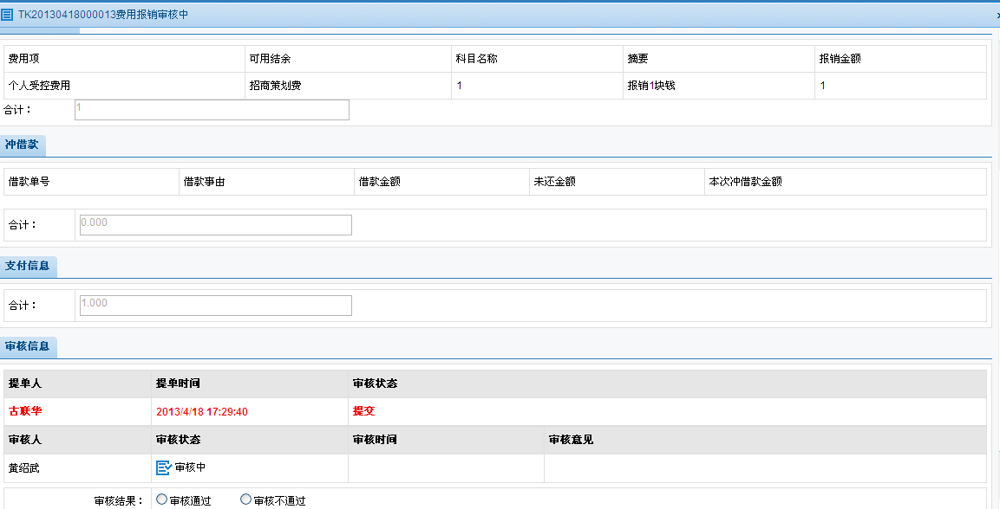 TK20130418000013费用报销审核中
费用项 可用结余 科目名称 摘要 报销金额
个人受控费用 招商策划费 1 报销1块钱 1
合计： 1
冲借款
借款单号 借款事由 借款金额 未还金额 本次冲借款金额
合计： 0.000
支付信息
合计： 1.000
审核信息
提单人 提单时间 审核状态
古联华 2013/4/18 17:29:40 提交
审核人 审核状态 审核时间 审核意见
黄绍武 审核中
审核结果： 审核通过 审核不通过